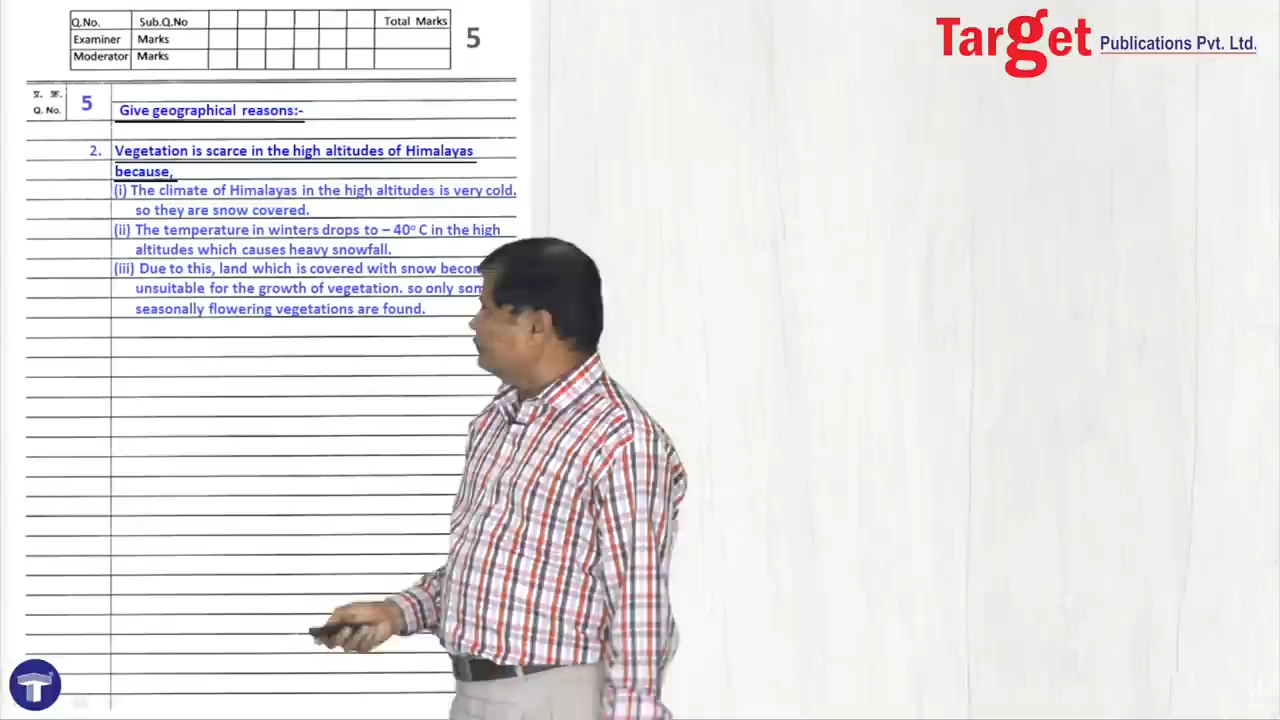 Q.No. Sub.Q.No Total Marks
Examiner Marks
Moderator Marks
5
Target Publications Pvt. Ltd.
प्र. क्र.
Q. No.
5
Give geographical reasons:-
2. Vegetation is scarce in the high altitudes of Himalayas
because,
(i) The climate of Himalayas in the high altitudes is very cold.
so they are snow covered.
(ii) The temperature in winters drops to – 40° C in the high
altitudes which causes heavy snowfall.
(iii) Due to this, land which is covered with snow
unsuitable for the growth of vegetation. so only
seasonally flowering vegetations are found.
T